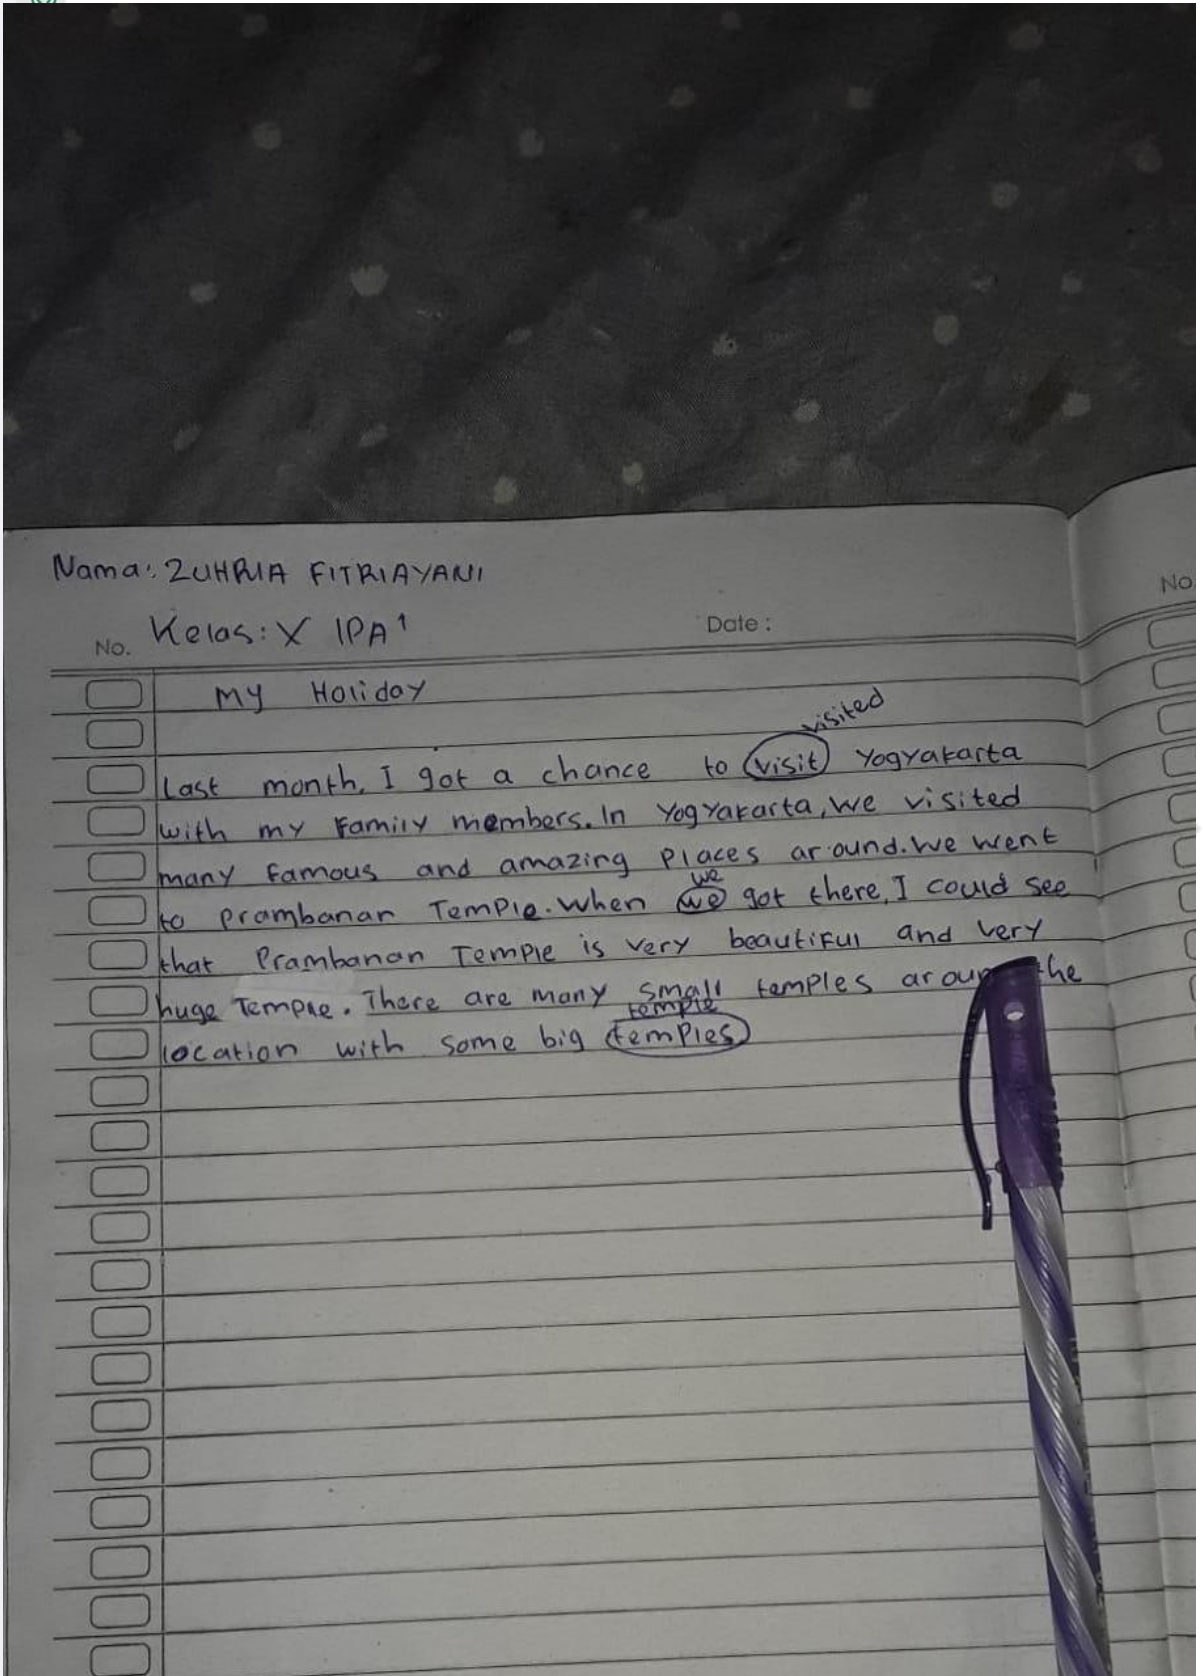 Nama: ZUHRIA FITRIAYANI
No. Kelas: X IPA 1 Date:
No
My Holiday
visited
Last month, I got a chance to visit Yogyakarta
with my Family members. In Yogyakarta, we visited
many famous and amazing Places around. we went
we
to Prambanan Temple. When we got there, I could see
that Prambanan Temple is very beautiful and very
huge Temple. There are many small temples around the
temple
location with some big temples